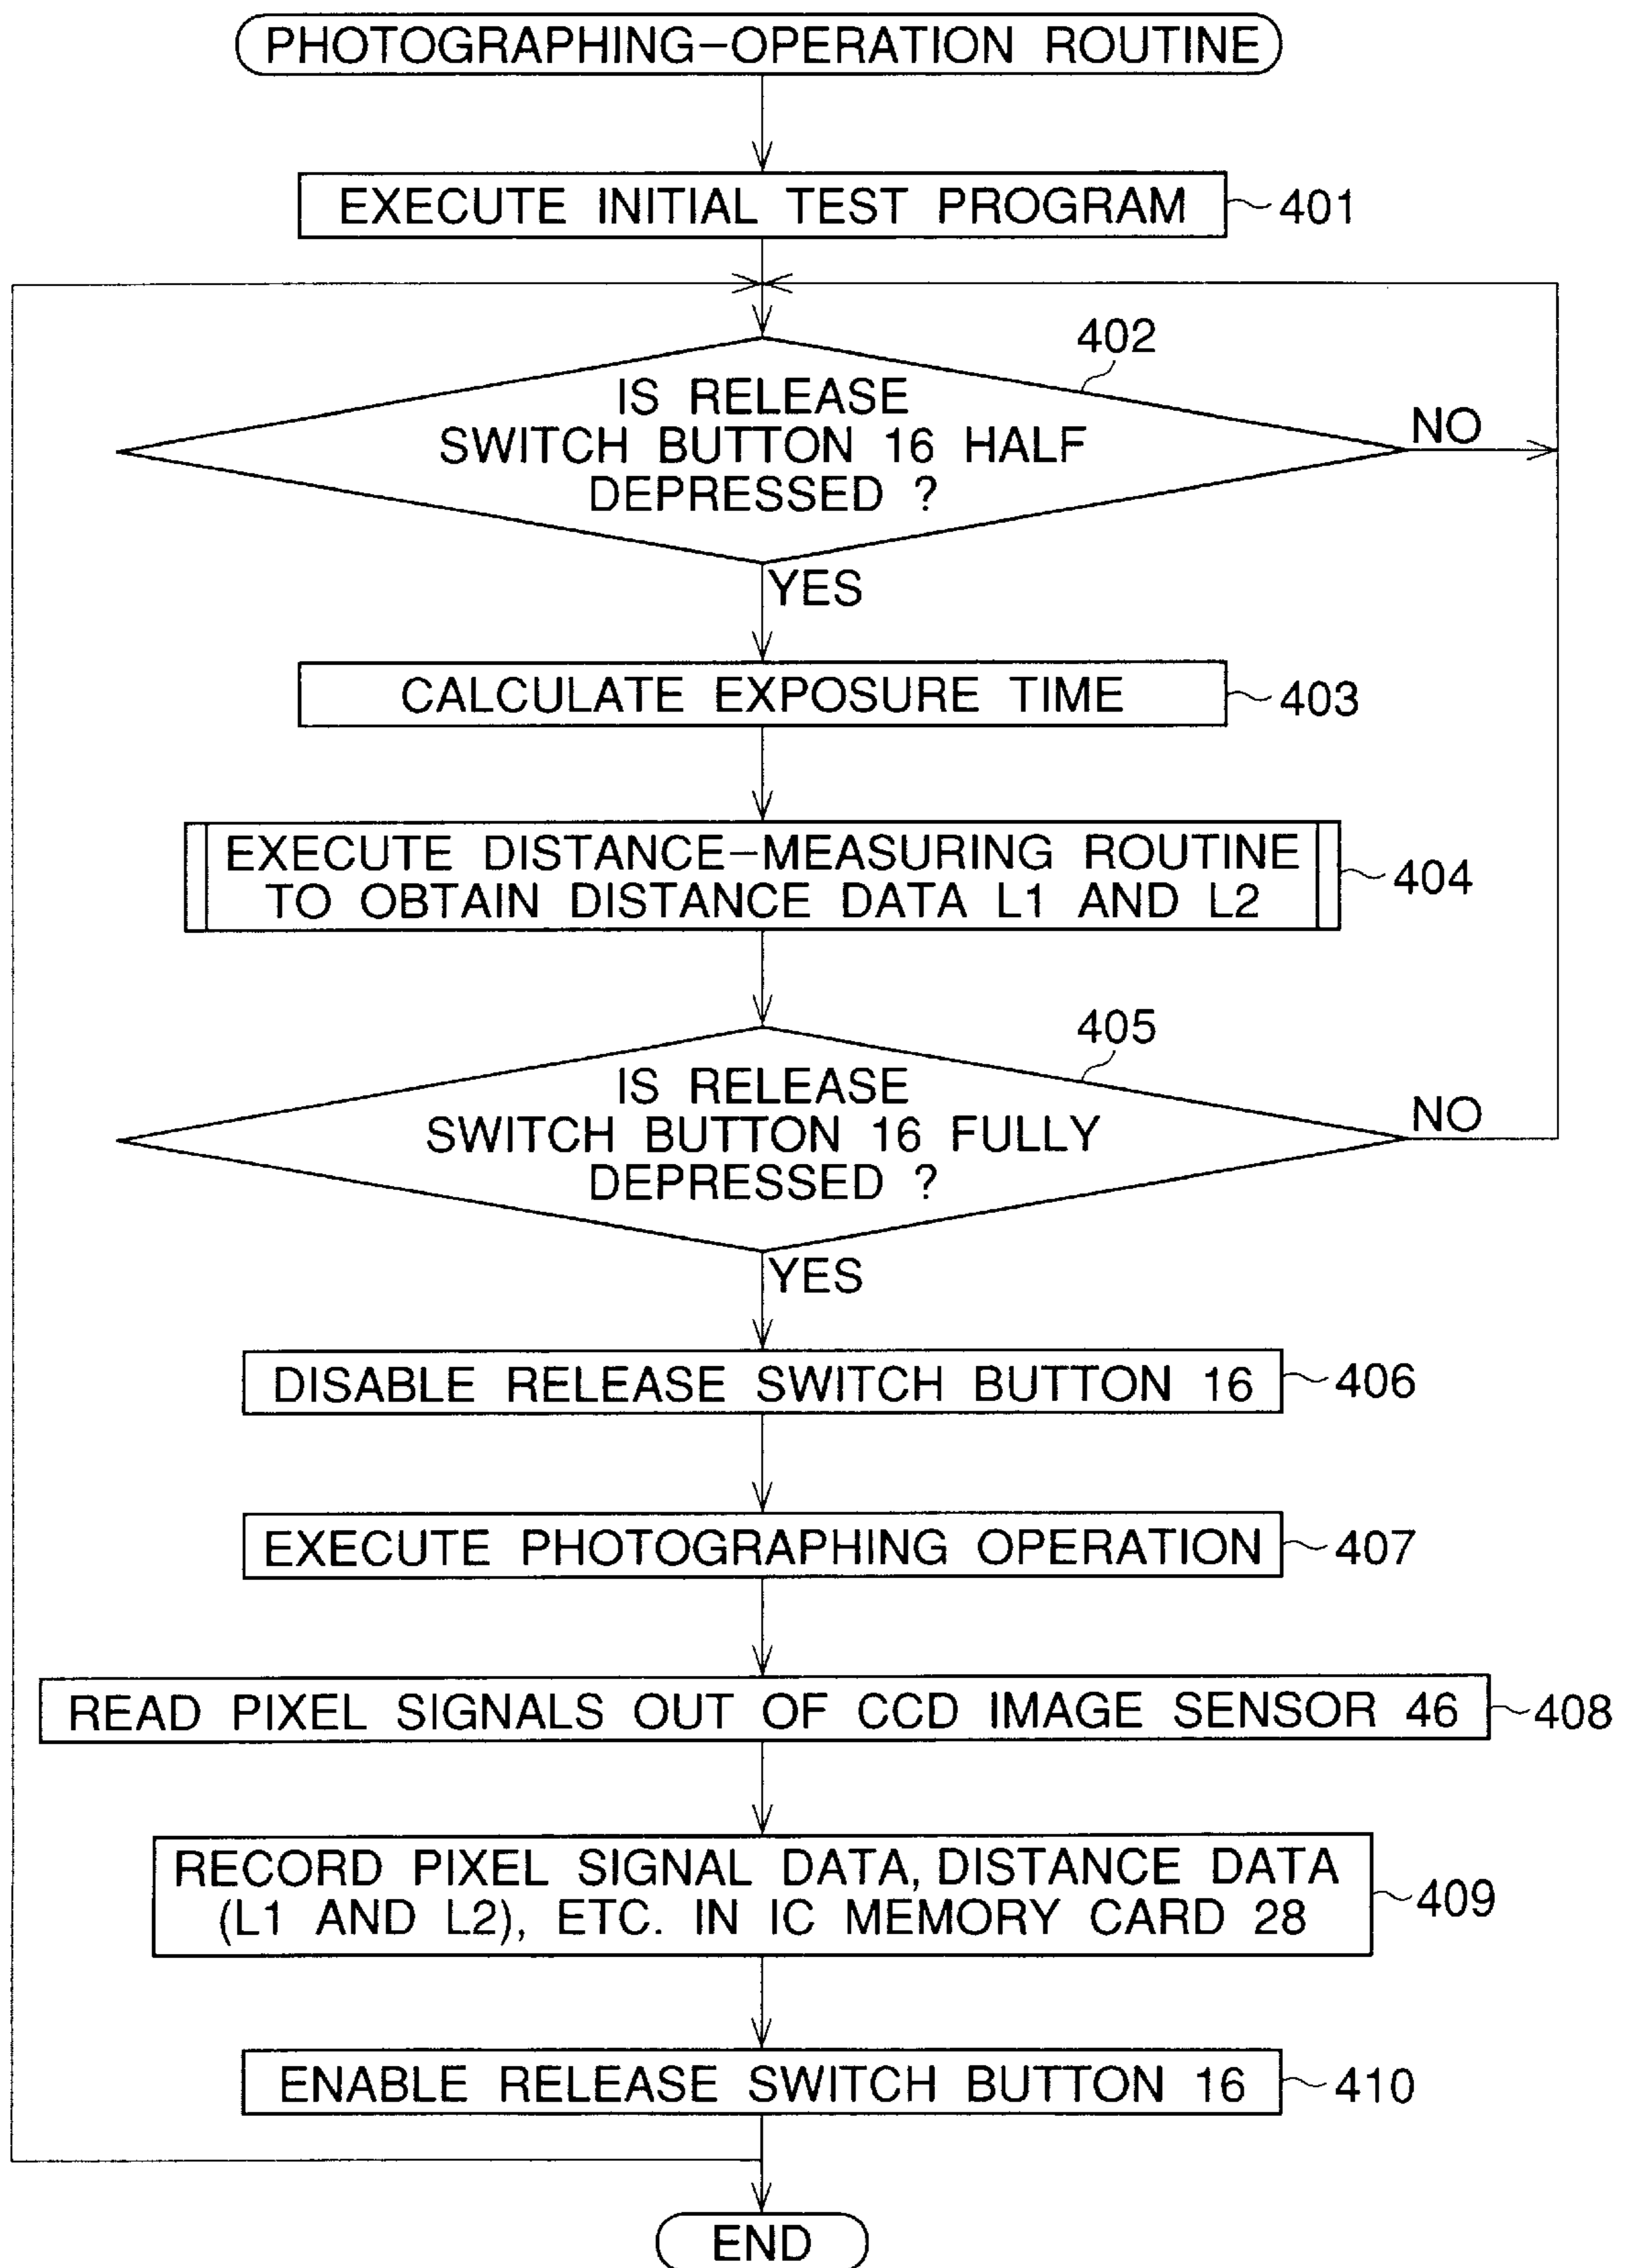 PHOTOGRAPHING-OPERATION ROUTINE
EXECUTE INITIAL TEST PROGRAM
401
402
IS RELEASE
SWITCH BUTTON 16 HALF
DEPRESSED ?
NO
YES
CALCULATE EXPOSURE TIME
403
EXECUTE DISTANCE-MEASURING ROUTINE
TO OBTAIN DISTANCE DATA L1 AND L2
404
405
IS RELEASE
SWITCH BUTTON 16 FULLY
DEPRESSED ?
NO
YES
DISABLE RELEASE SWITCH BUTTON 16
406
EXECUTE PHOTOGRAPHING OPERATION
407
READ PIXEL SIGNALS OUT OF CCD IMAGE SENSOR 46
408
RECORD PIXEL SIGNAL DATA, DISTANCE DATA
(L1 AND L2), ETC. IN IC MEMORY CARD 28
409
ENABLE RELEASE SWITCH BUTTON 16
410
END